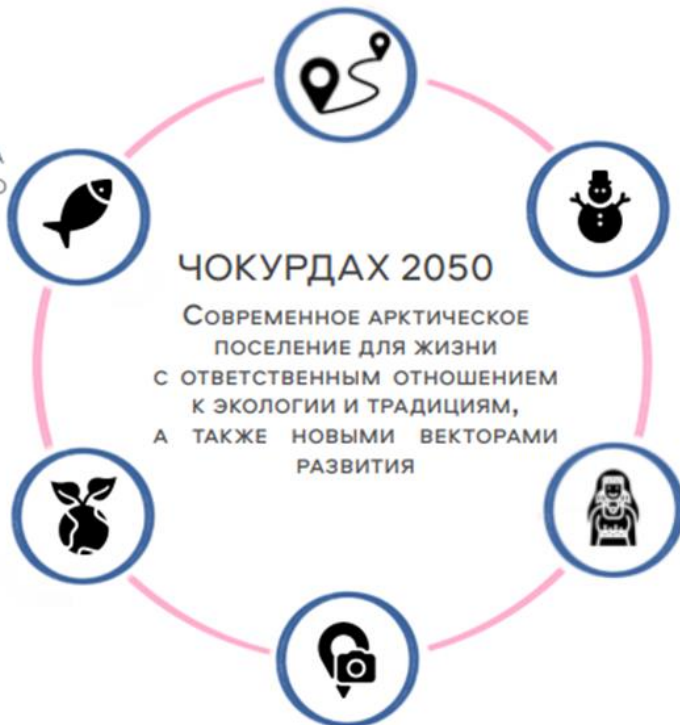 ЧОКУРДАХ 2050
СОВРЕМЕННОЕ АРКТИЧЕСКОЕ
ПОСЕЛЕНИЕ ДЛЯ ЖИЗНИ
С ОТВЕТСТВЕННЫМ ОТНОШЕНИЕМ
К ЭКОЛОГИИ И ТРАДИЦИЯМ,
А ТАКЖЕ НОВЫМИ ВЕКТОРАМИ
РАЗВИТИЯ